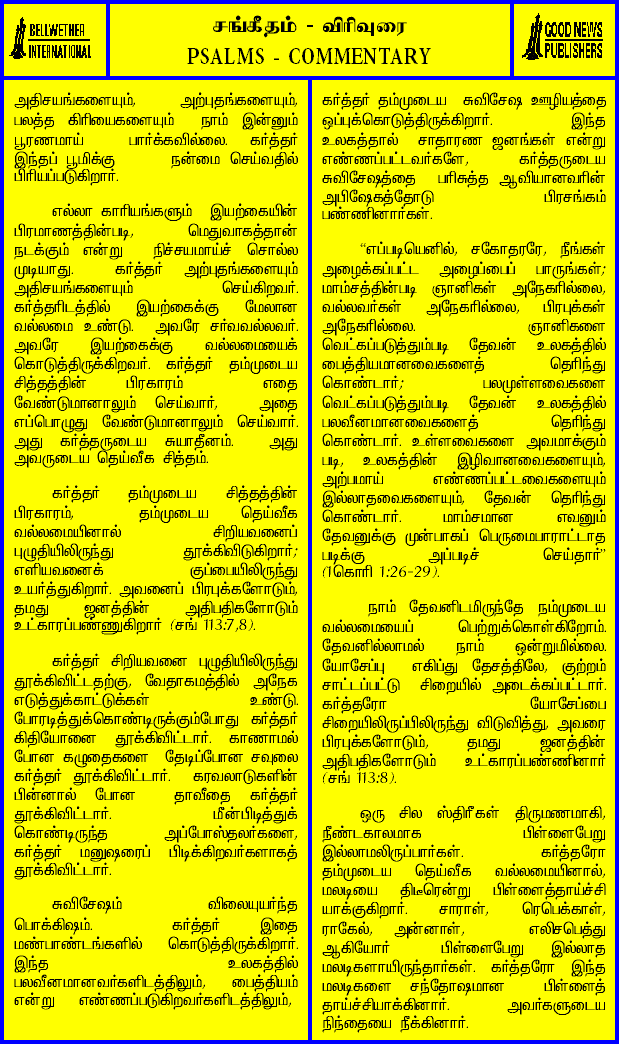 BELLWETHER
INTERNATIONAL
சங்கீதம் - விரிவுரை
PSALMS - COMMENTARY
GOOD NEWS
PUBLISHERS
அதிசயங்களையும், அற்புதங்களையும்,
பலத்த கிரியைகளையும் நாம் இன்னும்
பூரணமாய் பார்க்கவில்லை. கர்த்தர்
இந்தப் பூமிக்கு நன்மை செய்வதில்
பிரியப்படுகிறார்.
எல்லா காரியங்களும் இயற்கையின்
பிரமாணத்தின்படி, மெதுவாகத்தான்
நடக்கும் என்று நிச்சயமாய்ச் சொல்ல
முடியாது. கர்த்தர் அற்புதங்களையும்
அதிசயங்களையும் செய்கிறவர்.
கர்த்தரிடத்தில் இயற்கைக்கு மேலான
வல்லமை உண்டு. அவரே சர்வவல்லவர்.
அவரே இயற்கைக்கு வல்லமையைக்
கொடுத்திருக்கிறவர். கர்த்தர் தம்முடைய
சித்தத்தின் பிரகாரம் எதை
வேண்டுமானாலும் செய்வார், அதை
எப்பொழுது வேண்டுமானாலும் செய்வார்.
அது கர்த்தருடைய சுயாதீனம். அது
அவருடைய தெய்வீக சித்தம்.
கர்த்தர் தம்முடைய சித்தத்தின்
பிரகாரம், தம்முடைய தெய்வீக
வல்லமையினால் சிறியவனைப்
புழுதியிலிருந்து தூக்கிவிடுகிறார்;
எளியவனைக் குப்பையிலிருந்து
உயர்த்துகிறார். அவனைப் பிரபுக்களோடும்,
தமது ஜனத்தின் அதிபதிகளோடும்
உட்காரப்பண்ணுகிறார் (சங் 113:7,8).
கர்த்தர் சிறியவனை புழுதியிலிருந்து
தூக்கிவிட்டதற்கு, வேதாகமத்தில் அநேக
எடுத்துக்காட்டுக்கள் உண்டு.
போரடித்துக்கொண்டிருக்கும்போது கர்த்தர்
கிதியோனை தூக்கிவிட்டார். காணாமல்
போன கழுதைகளை தேடிப்போன சவுலை
கர்த்தர் தூக்கிவிட்டார். கரவலாடுகளின்
பின்னால் போன தாவீதை கர்த்தர்
தூக்கிவிட்டார். மீன்பிடித்துக்
கொண்டிருந்த அப்போஸ்தலர்களை,
கர்த்தர் மனுஷரைப் பிடிக்கிறவர்களாகத்
தூக்கிவிட்டார்.
சுவிசேஷம் விலையுயர்ந்த
பொக்கிஷம். கர்த்தர் இதை
மண்பாண்டங்களில் கொடுத்திருக்கிறார்.
இந்த உலகத்தில்
பலவீனமானவர்களிடத்திலும், பைத்தியம்
என்று எண்ணப்படுகிறவர்களிடத்திலும்,
கர்த்தர் தம்முடைய சுவிசேஷ ஊழியத்தை
ஒப்புக்கொடுத்திருக்கிறார். இந்த
உலகத்தால் சாதாரண ஜனங்கள் என்று
எண்ணப்பட்டவர்களே, கர்த்தருடைய
சுவிசேஷத்தை பரிசுத்த ஆவியானவரின்
அபிஷேகத்தோடு பிரசங்கம்
பண்ணினார்கள்.
“எப்படியெனில், சகோதரரே, நீங்கள்
அழைக்கப்பட்ட அழைப்பைப் பாருங்கள்;
மாம்சத்தின்படி ஞானிகள் அநேகரில்லை,
வல்லவர்கள் அநேகரில்லை, பிரபுக்கள்
அநேகரில்லை. ஞானிகளை
வெட்கப்படுத்தும்படி தேவன் உலகத்தில்
பைத்தியமானவைகளைத் தெரிந்து
கொண்டார்; பலமுள்ளவைகளை
வெட்கப்படுத்தும்படி தேவன் உலகத்தில்
பலவீனமானவைகளைத் தெரிந்து
கொண்டார். உள்ளவைகளை அவமாக்கும்
படி, உலகத்தின் இழிவானவைகளையும்,
அற்பமாய் எண்ணப்பட்டவைகளையும்
இல்லாதவைகளையும், தேவன் தெரிந்து
கொண்டார். மாம்சமான எவனும்
தேவனுக்கு முன்பாகப் பெருமைபாராட்டாத
படிக்கு அப்படிச் செய்தார்”
(1கொரி 1:26-29).
நாம் தேவனிடமிருந்தே நம்முடைய
வல்லமையைப் பெற்றுக்கொள்கிறோம்.
தேவனில்லாமல் நாம் ஒன்றுமில்லை.
யோசேப்பு எகிப்து தேசத்திலே, குற்றம்
சாட்டப்பட்டு சிறையில் அடைக்கப்பட்டார்.
கர்த்தரோ யோசேப்பை
சிறையிலிருப்பிலிருந்து விடுவித்து, அவரை
பிரபுக்களோடும், தமது ஜனத்தின்
அதிபதிகளோடும் உட்காரப்பண்ணினார்
(சங் 113:8).
ஒரு சில ஸ்திரீகள் திருமணமாகி,
நீண்டகாலமாக பிள்ளைபேறு
இல்லாமலிருப்பார்கள். கர்த்தரோ
தம்முடைய தெய்வீக வல்லமையினால்,
மலடியை திடீரென்று பிள்ளைத்தாய்ச்சி
யாக்குகிறார். சாராள், ரெபெக்காள்,
ராகேல், அன்னாள், எலிசபெத்து
ஆகியோர் பிள்ளைபேறு இல்லாத
மலடிகளாயிருந்தார்கள். கர்த்தரோ இந்த
மலடிகளை சந்தோஷமான பிள்ளைத்
தாய்ச்சியாக்கினார். அவர்களுடைய
நிந்தையை நீக்கினார்.